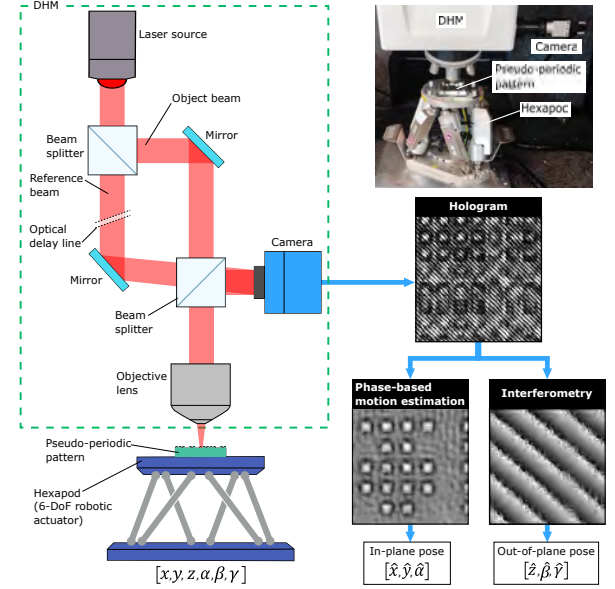 DHM
Laser source
Object beam
Mirror
Beam
splitter
Reference
beam
Optical
delay line
Mirror
Camera
Beam
splitter
Objective
lens
Pseudo-periodic
pattern
Hexapod
(6-DoF robotic
actuator)
[x,y,z,α,β,γ]
DHM
Camera
Pseudo-periodic
pattern
Hexapoc
Hologram
Phase-based
motion estimation
Interferometry
In-plane pose
[x̂,ŷ,α̂]
Out-of-plane pose
[ẑ,β̂,γ̂]